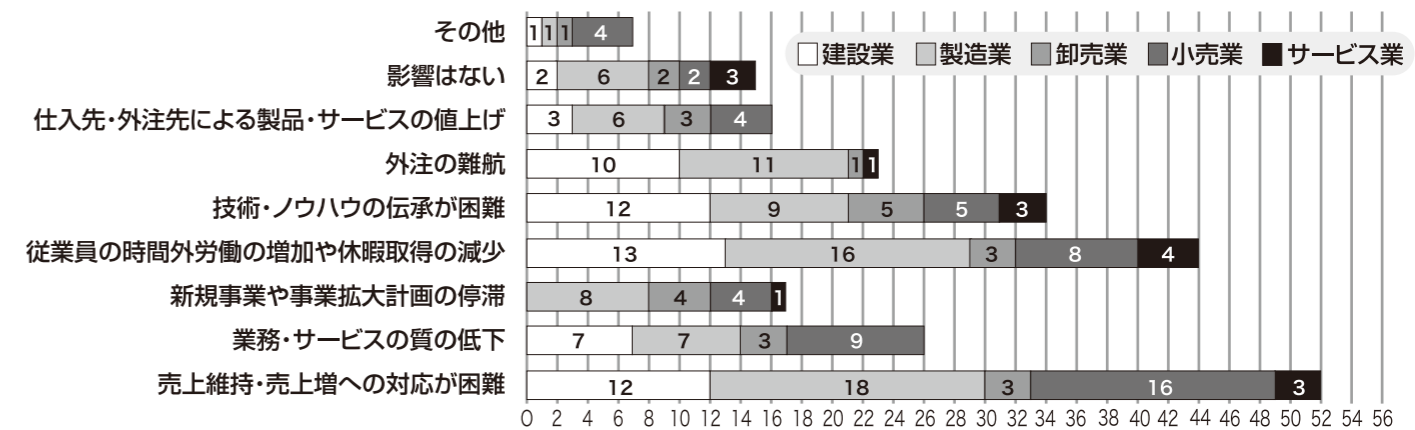 その他 1 1 1 4
建設業 製造業 卸売業 小売業 サービス業
影響はない 2 6 2 2 3
仕入先・外注先による製品・サービスの値上げ 3 6 3 4
外注の難航 10 11 1 1
技術・ノウハウの伝承が困難 12 9 5 5 3
従業員の時間外労働の増加や休暇取得の減少 13 16 3 8 4
新規事業や事業拡大計画の停滞 8 4 4 1
業務・サービスの質の低下 7 7 3 9
売上維持・売上増への対応が困難 12 18 3 16 3
0 2 4 6 8 10 12 14 16 18 20 22 24 26 28 30 32 34 36 38 40 42 44 46 48 50 52 54 56